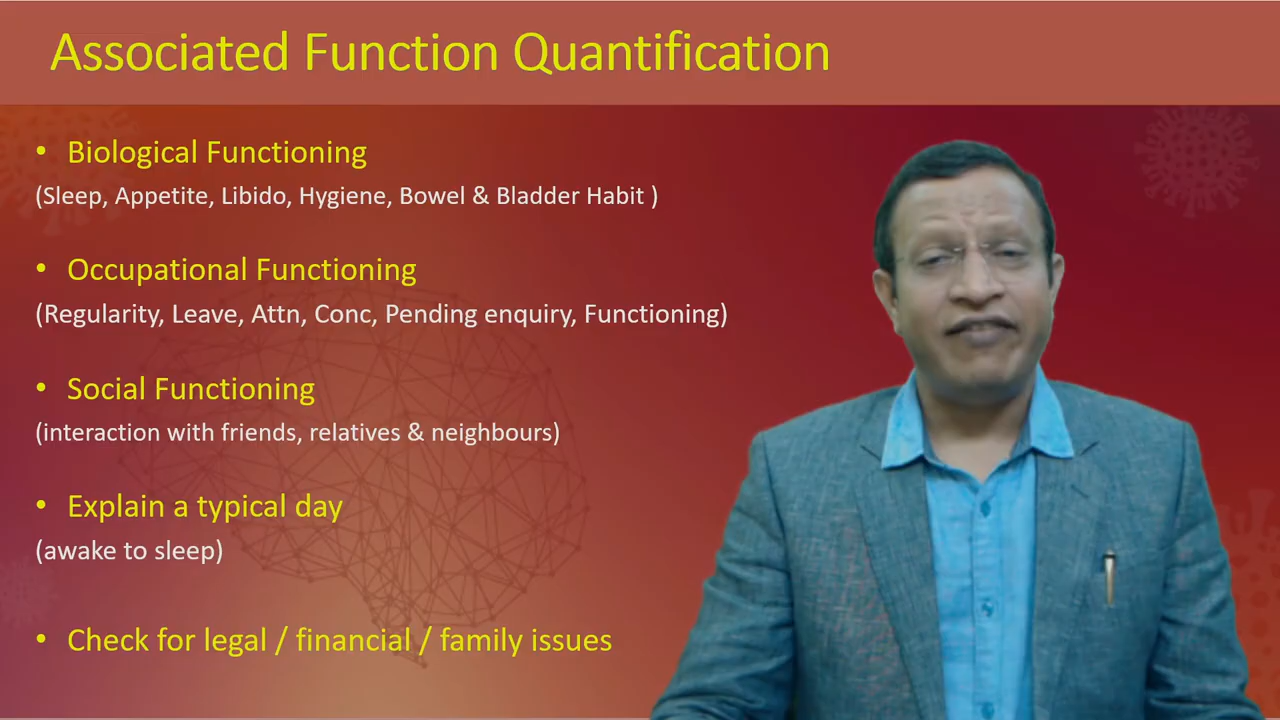 Associated Function Quantification
• Biological Functioning
(Sleep, Appetite, Libido, Hygiene, Bowel & Bladder Habit )
• Occupational Functioning
(Regularity, Leave, Attn, Conc, Pending enquiry, Functioning)
• Social Functioning
(interaction with friends, relatives & neighbours)
• Explain a typical day
(awake to sleep)
• Check for legal / financial / family issues